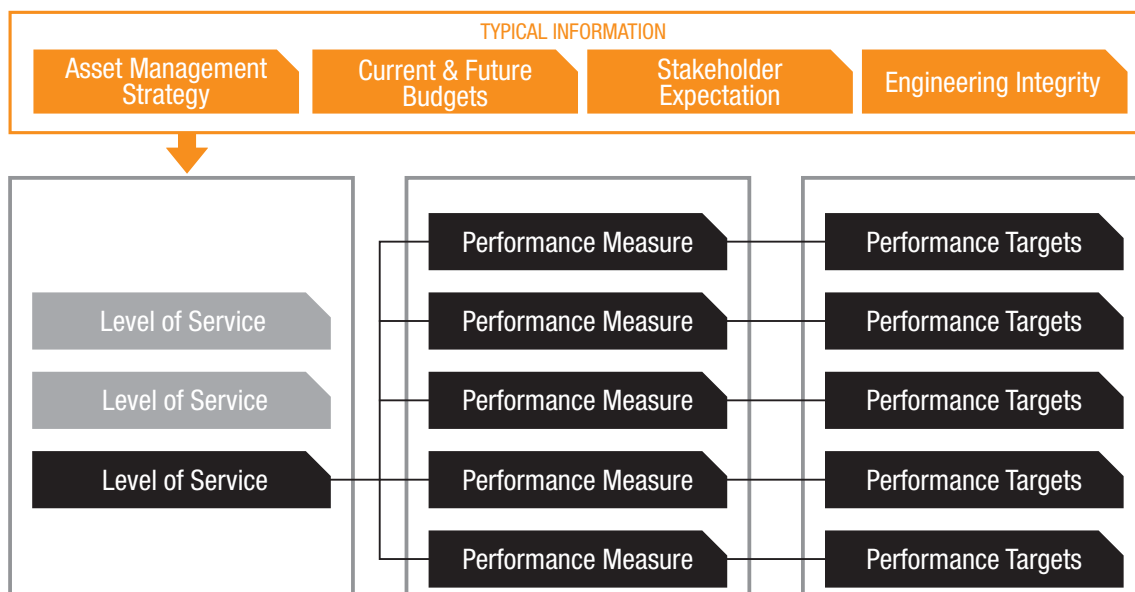 TYPICAL INFORMATION
Asset Management
Strategy
Current & Future
Budgets
Stakeholder
Expectation
Engineering Integrity
Level of Service
Level of Service
Level of Service
Performance Measure
Performance Measure
Performance Measure
Performance Measure
Performance Measure
Performance Targets
Performance Targets
Performance Targets
Performance Targets
Performance Targets